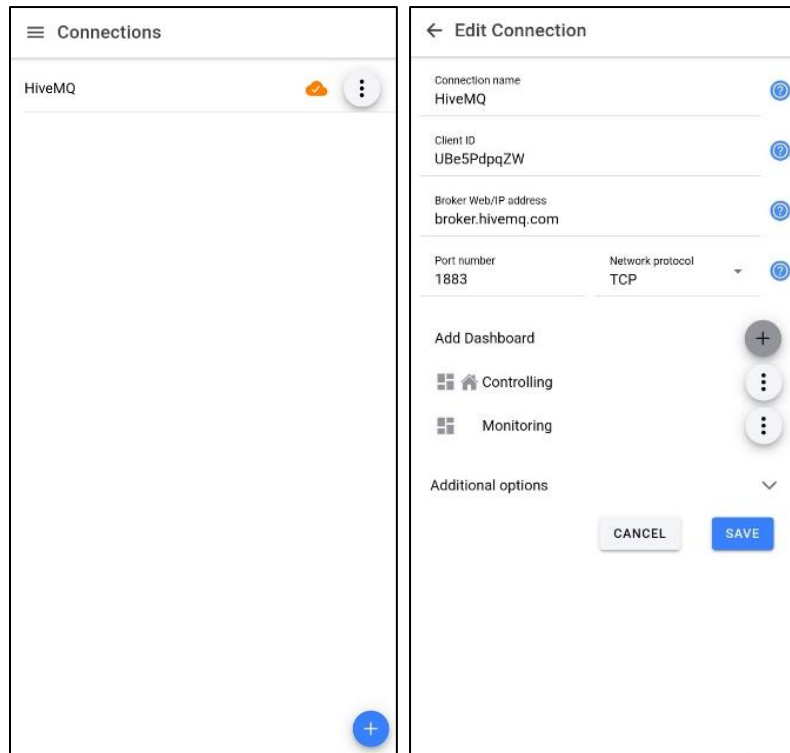 Connections
HiveMQ
Edit Connection
Connection name
HiveMQ
Client ID
UBe5PdpqZW
Broker Web/IP address
broker.hivemq.com
Port number Network protocol
1883 TCP
Add Dashboard
Controlling
Monitoring
Additional options
CANCEL SAVE